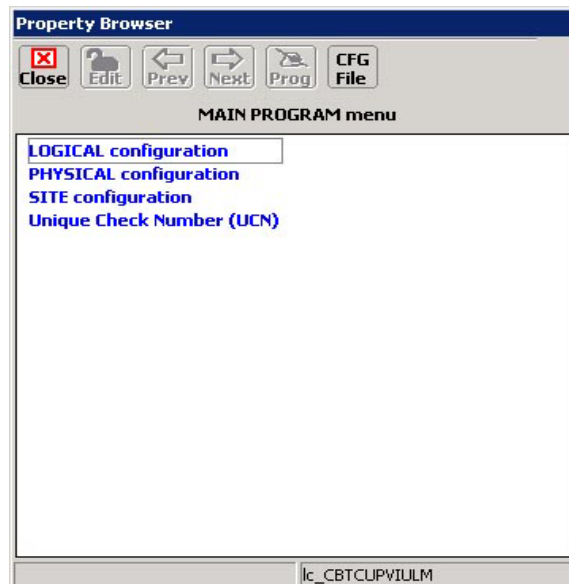 Property Browser
Close Edit Prev Next Prog CFG File
MAIN PROGRAM menu
LOGICAL configuration
PHYSICAL configuration
SITE configuration
Unique Check Number (UCN)
lc_CBTCUPVIULM